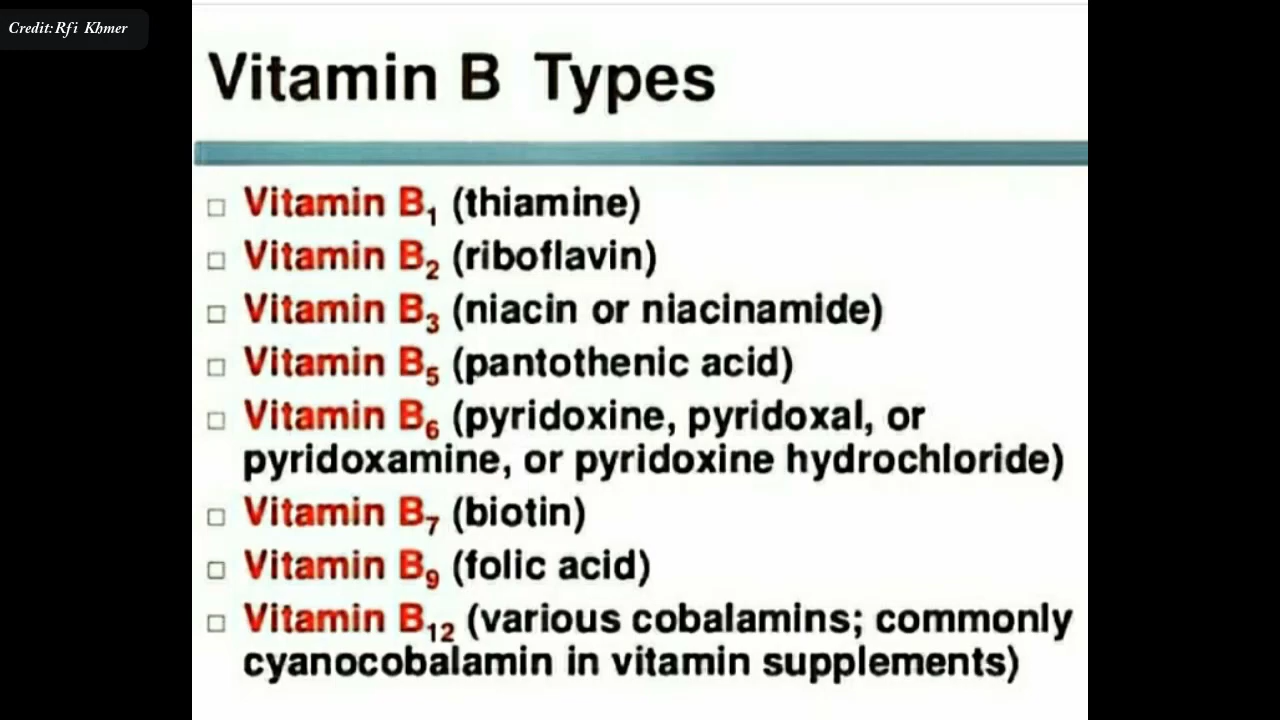 Credit:Rfi Khmer
Vitamin B Types
□ Vitamin B₁ (thiamine)
□ Vitamin B₂ (riboflavin)
□ Vitamin B₃ (niacin or niacinamide)
□ Vitamin B₅ (pantothenic acid)
□ Vitamin B₆ (pyridoxine, pyridoxal, or
pyridoxamine, or pyridoxine hydrochloride)
□ Vitamin B₇ (biotin)
□ Vitamin B₉ (folic acid)
□ Vitamin B₁₂ (various cobalamins; commonly
cyanocobalamin in vitamin supplements)